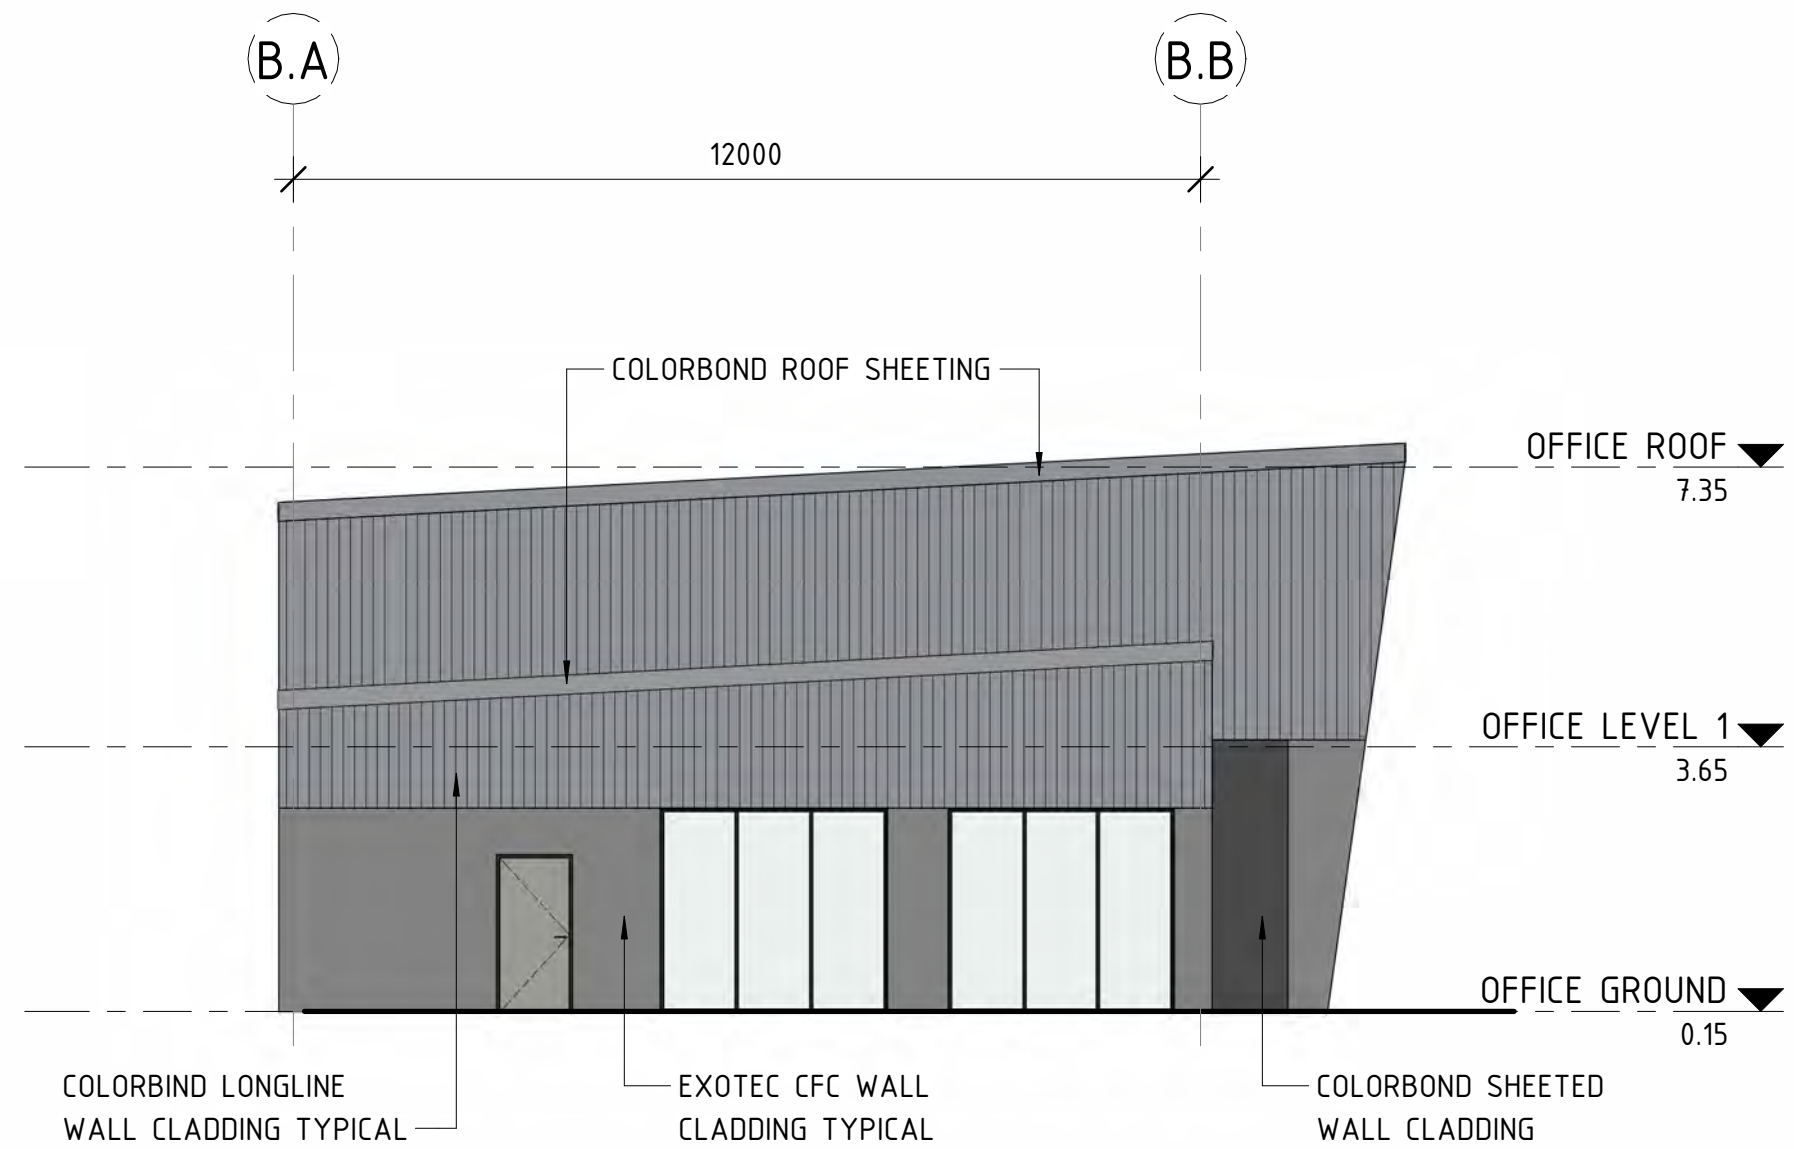 B.A
B.B
12000
COLORBOND ROOF SHEETING
OFFICE ROOF
7.35
OFFICE LEVEL 1
3.65
OFFICE GROUND
0.15
COLORBIND LONGLINE
WALL CLADDING TYPICAL
EXOTEC CFC WALL
CLADDING TYPICAL
COLORBOND SHEETED
WALL CLADDING